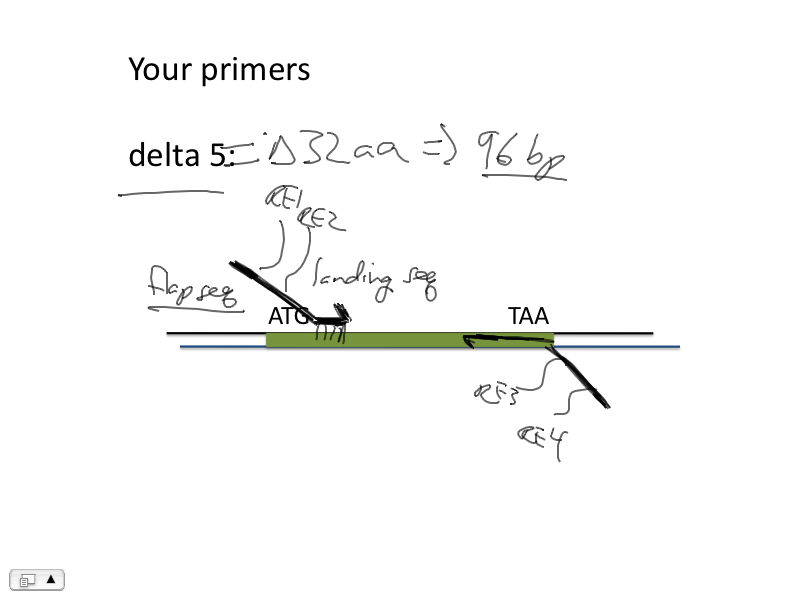 Your primers
delta 5: = Δ32aa => 96 bp
RE1
RE2
flap seq
landing seq
ATG
TAA
RE3
RE4